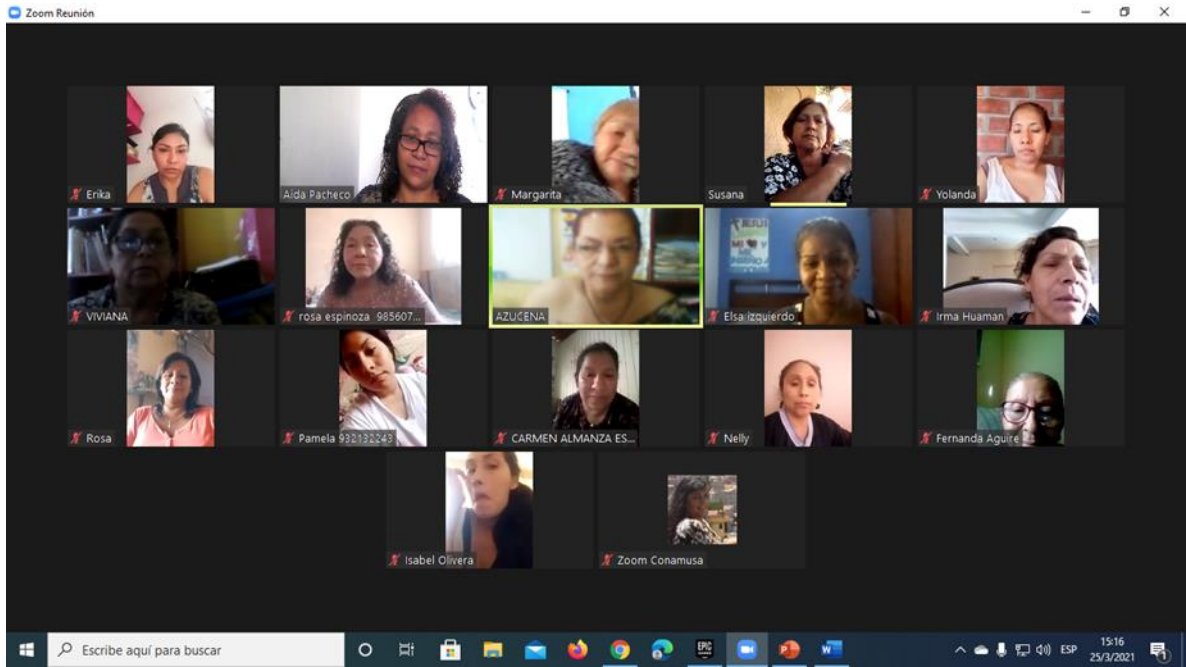 Zoom Reunión
Erika
Aida Pacheco
Margarita
Susana
Yolanda
VIVIANA
rosa espinoza 985607...
AZUCENA
Elsa izquierdo
Irma Huaman
Rosa
Pamela 932132243
CARMEN ALMANZA ES...
Nelly
Fernanda Aguire
Isabel Olivera
Zoom Conamusa
Escribe aquí para buscar
EPIC
ESP
15:16
25/3/2021